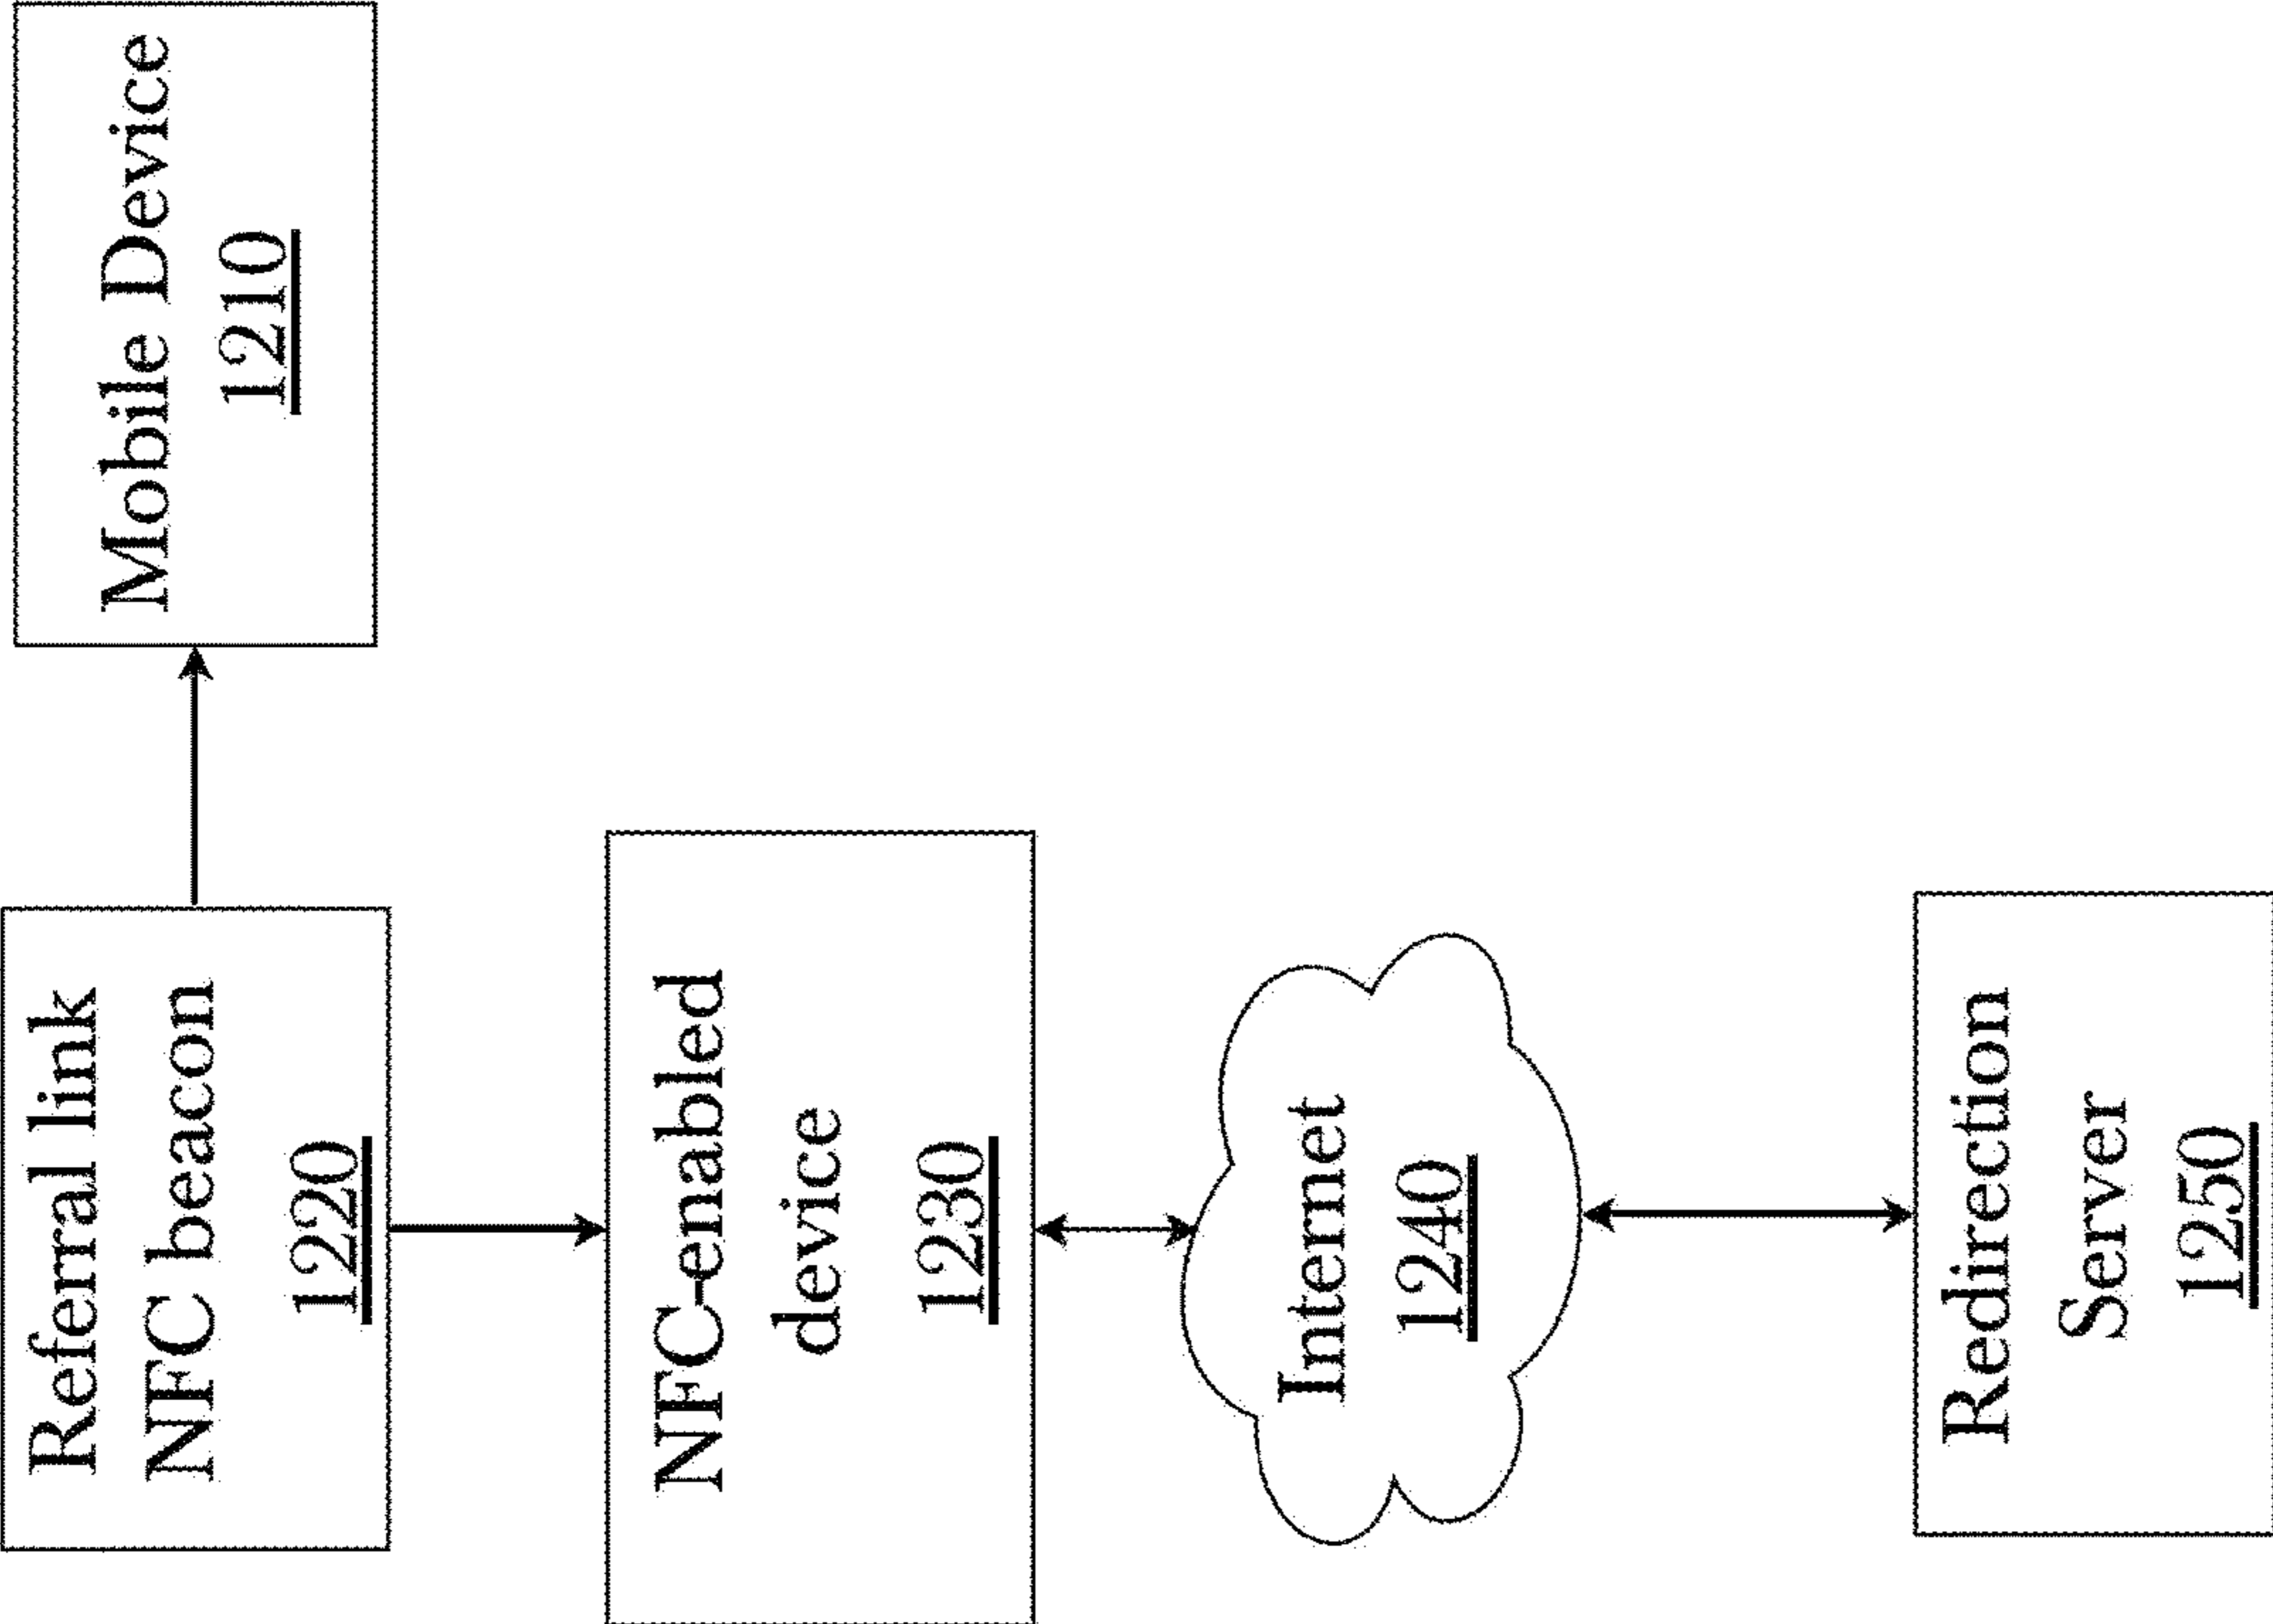 Mobile Device
1210
Referral link
NFC beacon
1220
NFC-enabled
device
1230
Internet
1240
Redirection
Server
1250